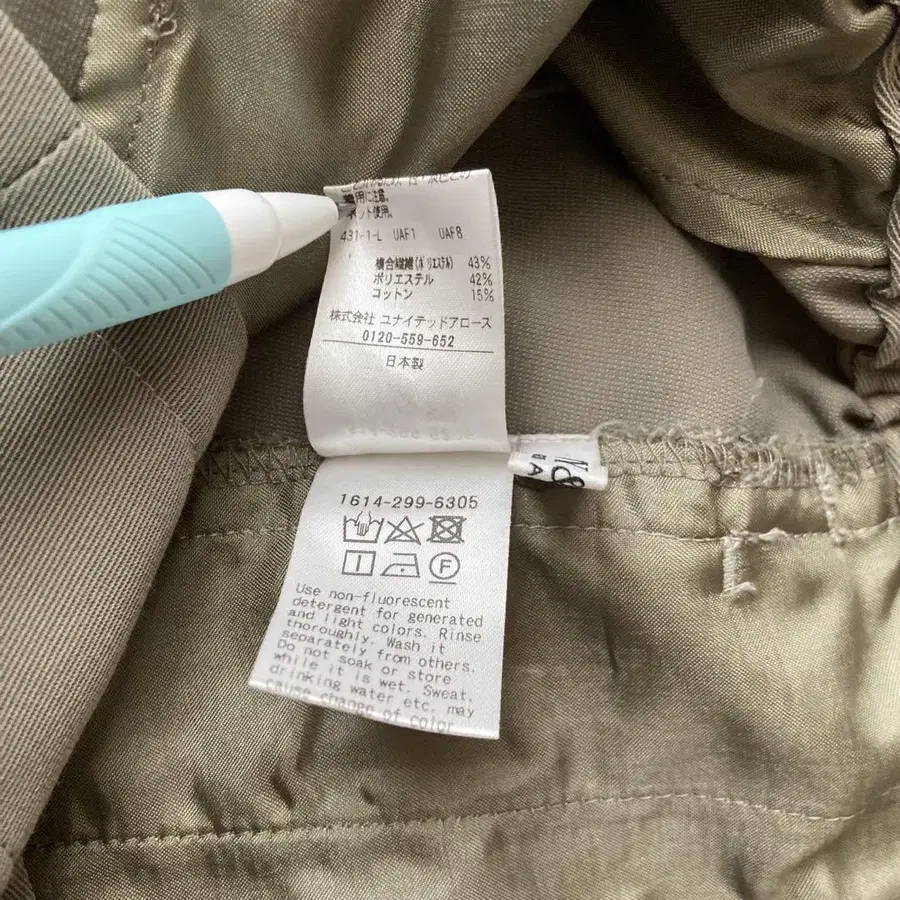 用に注意。
ネット使用。
431-1-L UAF1 UAF8
複合繊維(ポリエステル) 43%
ポリエステル 42%
コットン 15%
株式会社 ユナイテッドアローズ
0120-559-652
日本製
1614-299-6305
Use non-fluorescent
detergent for generated
and light colors. Rinse
thoroughly. Wash it
separately from others.
Do not soak or store
while it is wet. Sweat,
drinking water etc. may
cause change of color